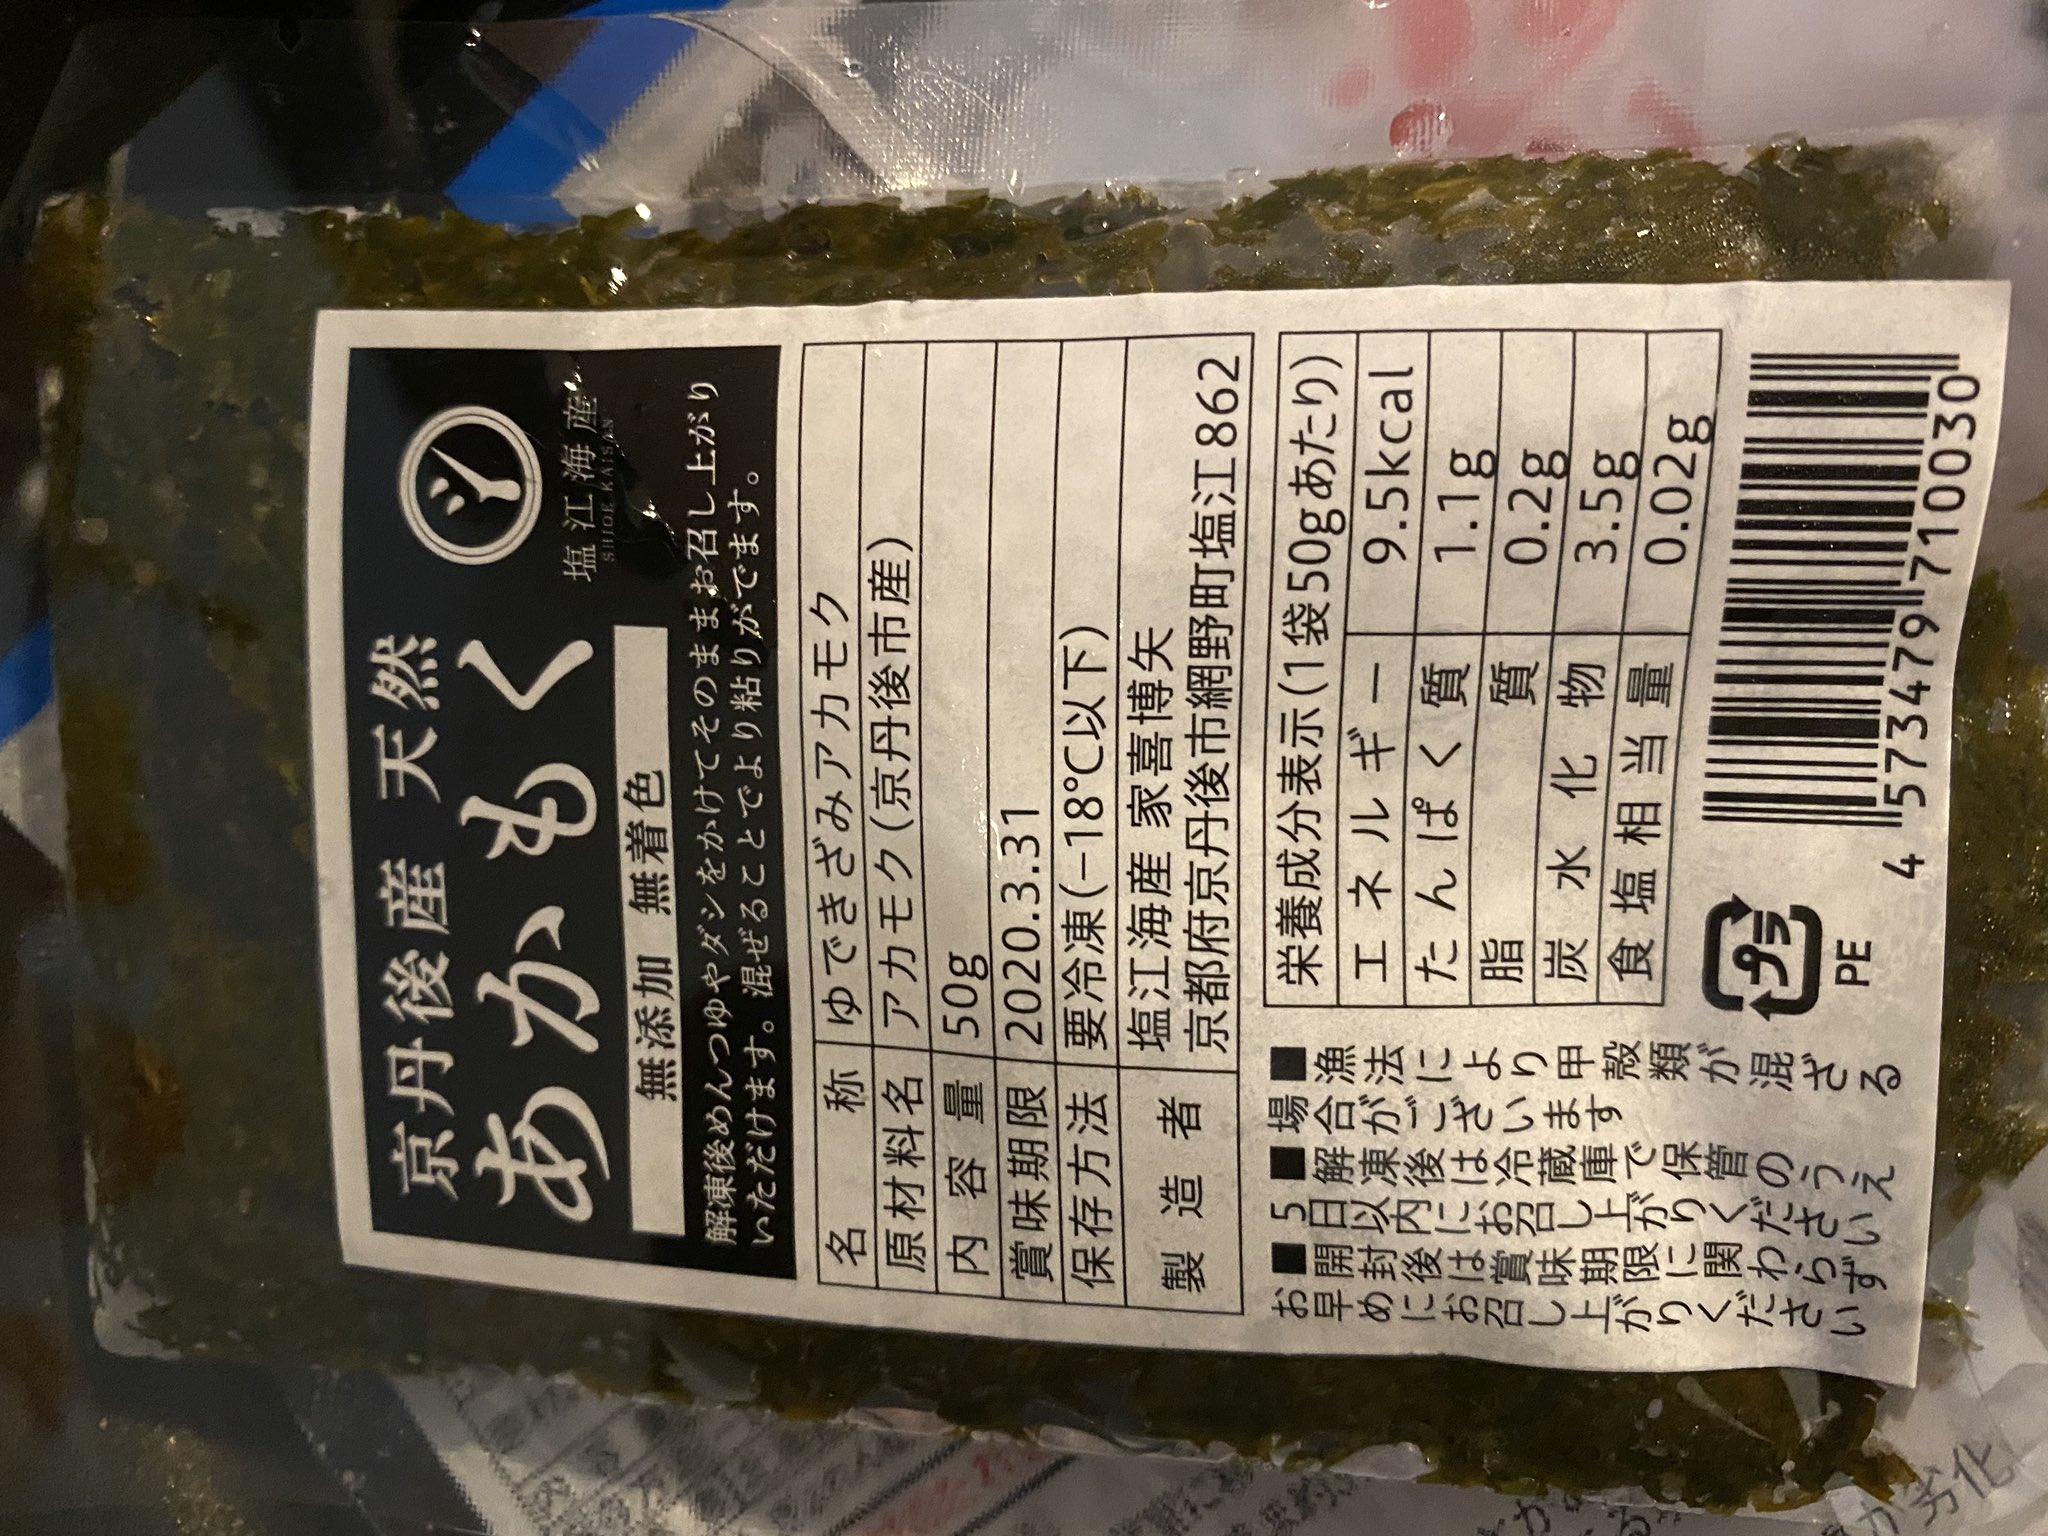 京丹後産 天然
あかもく
塩江海産
SHIOE KAISAN
無添加 無着色
解凍後めんつゆやダシをかけてそのままお召し上がり
いただけます。混ぜることでより粘りがでます。
名称 ゆできざみアカモク
原材料名 アカモク(京丹後市産)
内容量 50g
賞味期限 2020.3.31
保存方法 要冷凍(-18℃以下)
製造者 塩江海産 家喜博矢
京都府京丹後市網野町塩江862
栄養成分表示(1袋50gあたり)
エネルギー 9.5kcal
たんぱく質 1.1g
脂質 0.2g
炭水化物 3.5g
食塩相当量 0.02g
■漁法により甲殻類が混ざる
場合がございます
■解凍後は冷蔵庫で保管のうえ
5日以内にお召し上がりください
■開封後は賞味期限に関わらず
お早めにお召し上がりください
プラ
PE
4 573479 710030
か劣化